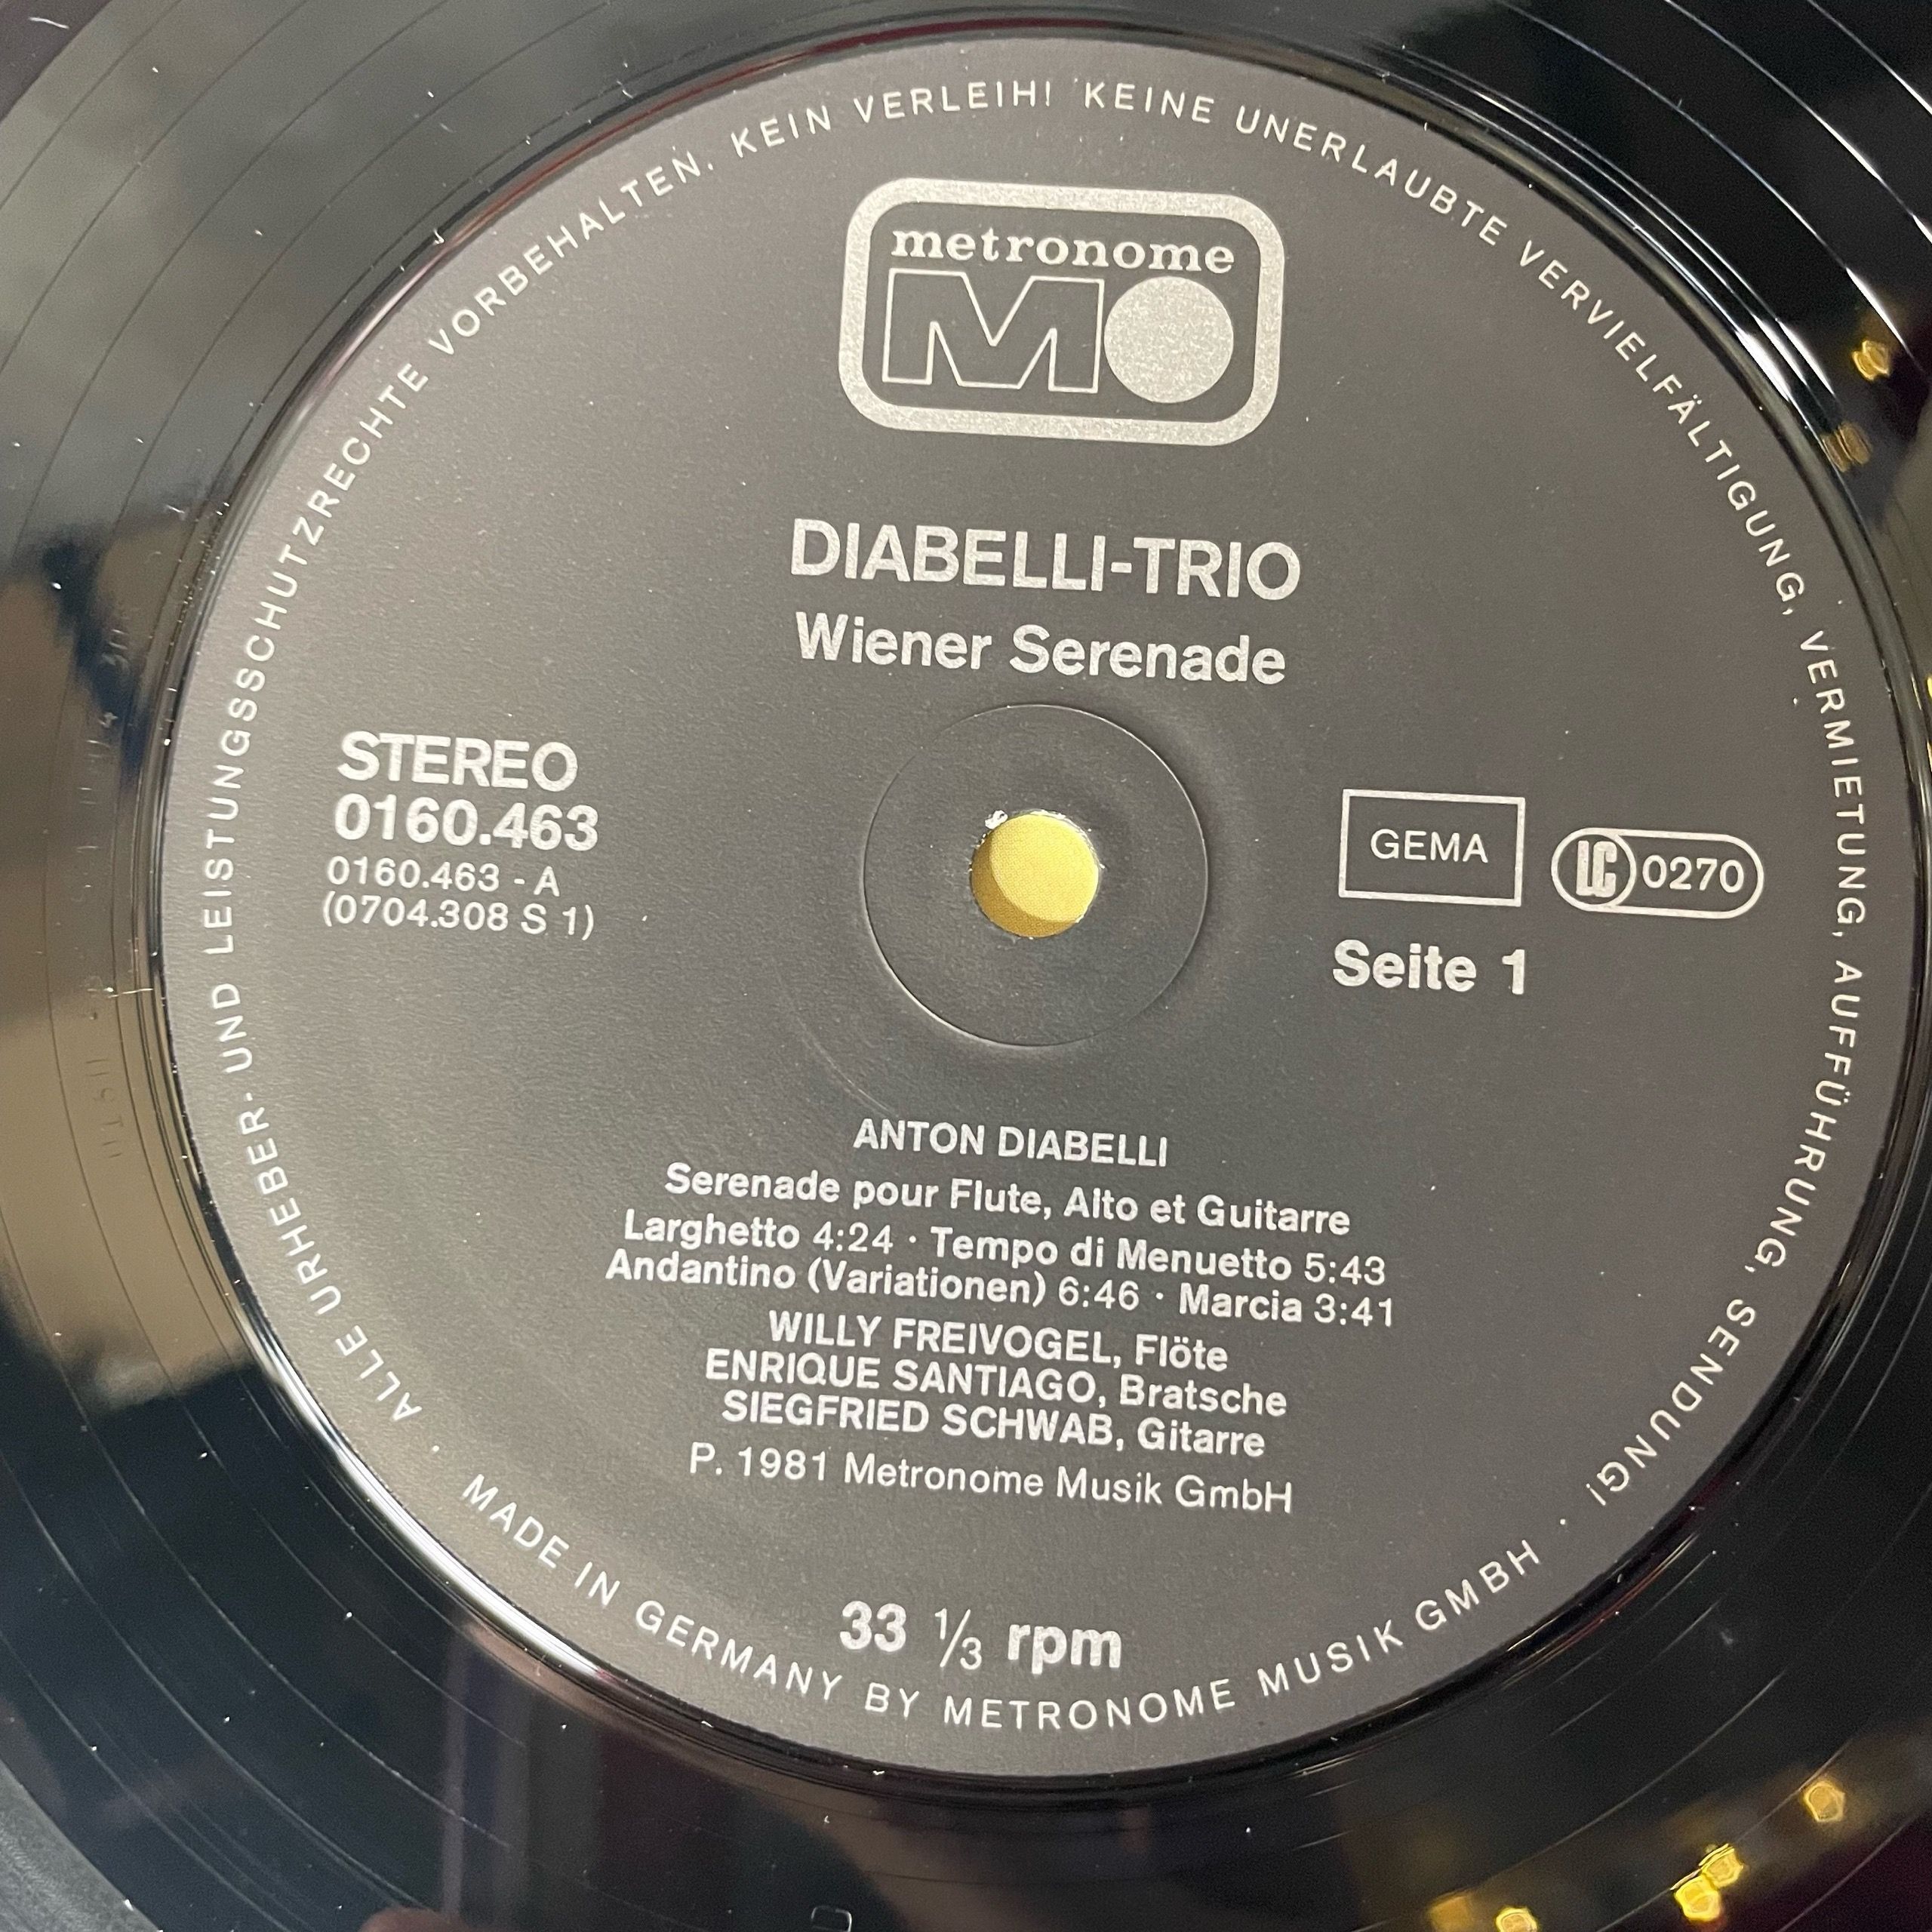 ALLE URHEBER- UND LEISTUNGSSCHUTZRECHTE VORBEHALTEN. KEIN VERLEIH! KEINE UNERLAUBTE VERVIELFÄLTIGUNG, VERMIETUNG, AUFFÜHRUNG, SENDUNG!
metronome
MO
DIABELLI-TRIO
Wiener Serenade
STEREO
0160.463
0160.463 - A
(0704.308 S 1)
GEMA
LC 0270
Seite 1
ANTON DIABELLI
Serenade pour Flute, Alto et Guitarre
Larghetto 4:24 · Tempo di Menuetto 5:43
Andantino (Variationen) 6:46 · Marcia 3:41
WILLY FREIVOGEL, Flöte
ENRIQUE SANTIAGO, Bratsche
SIEGFRIED SCHWAB, Gitarre
P. 1981 Metronome Musik GmbH
33 ⅓ rpm
· MADE IN GERMANY BY METRONOME MUSIK GMBH ·